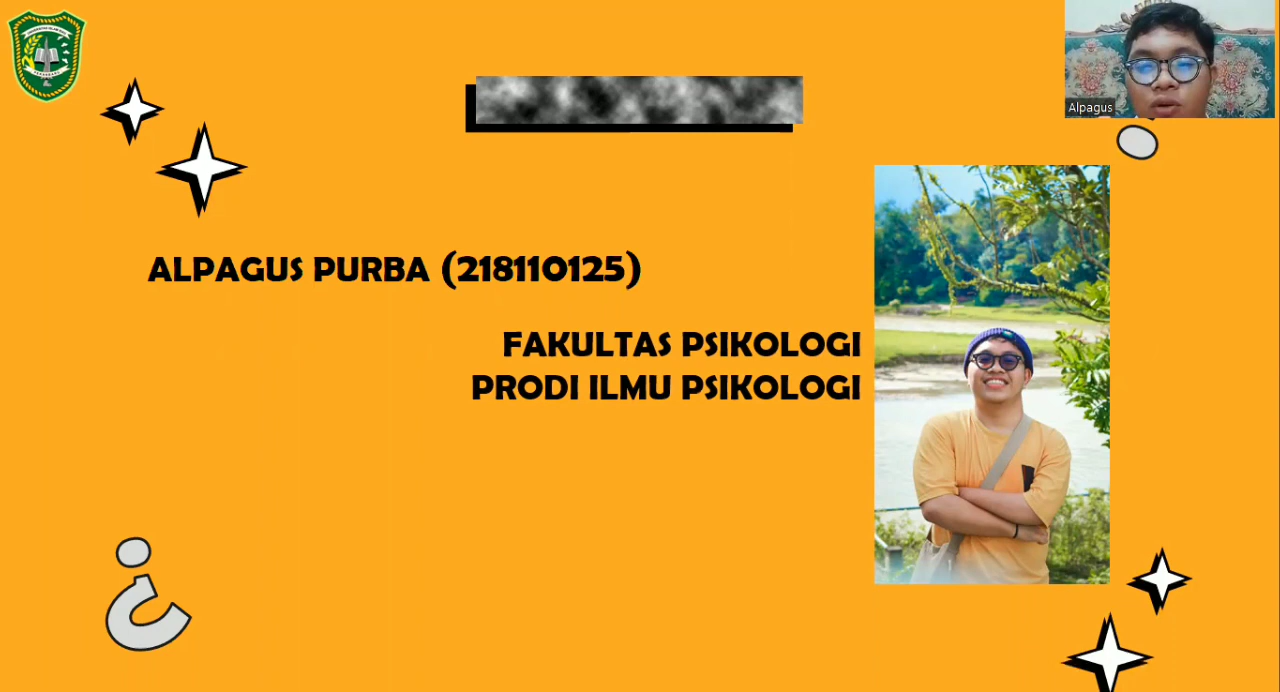 Alpagus
ALPAGUS PURBA (218110125)
FAKULTAS PSIKOLOGI
PRODI ILMU PSIKOLOGI